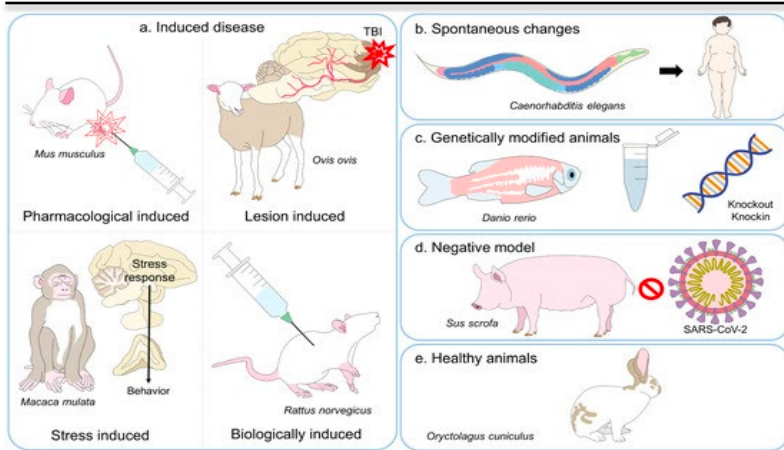 a. Induced disease
TBI
Mus musculus
Ovis ovis
Pharmacological induced
Lesion induced
Stress
response
Behavior
Macaca mulata
Rattus norvegicus
Stress induced
Biologically induced
b. Spontaneous changes
Caenorhabditis elegans
c. Genetically modified animals
Danio rerio
Knockout
Knockin
d. Negative model
Sus scrofa
SARS-CoV-2
e. Healthy animals
Oryctolagus cuniculus